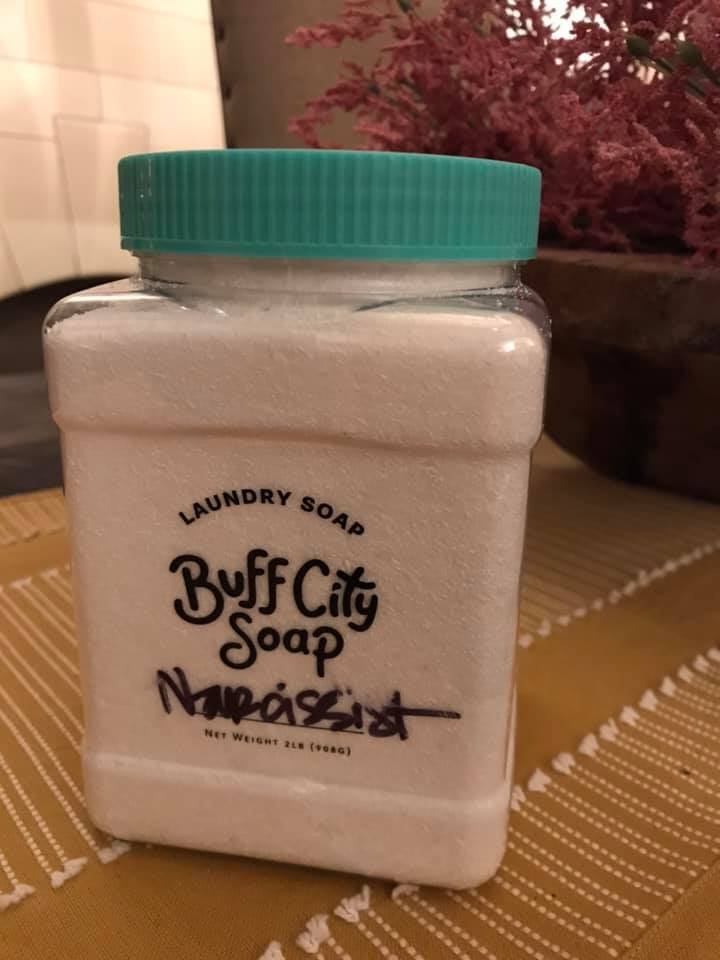 LAUNDRY SOAP
Buff City
Soap
Narcissist
NET WEIGHT 2LB (908G)